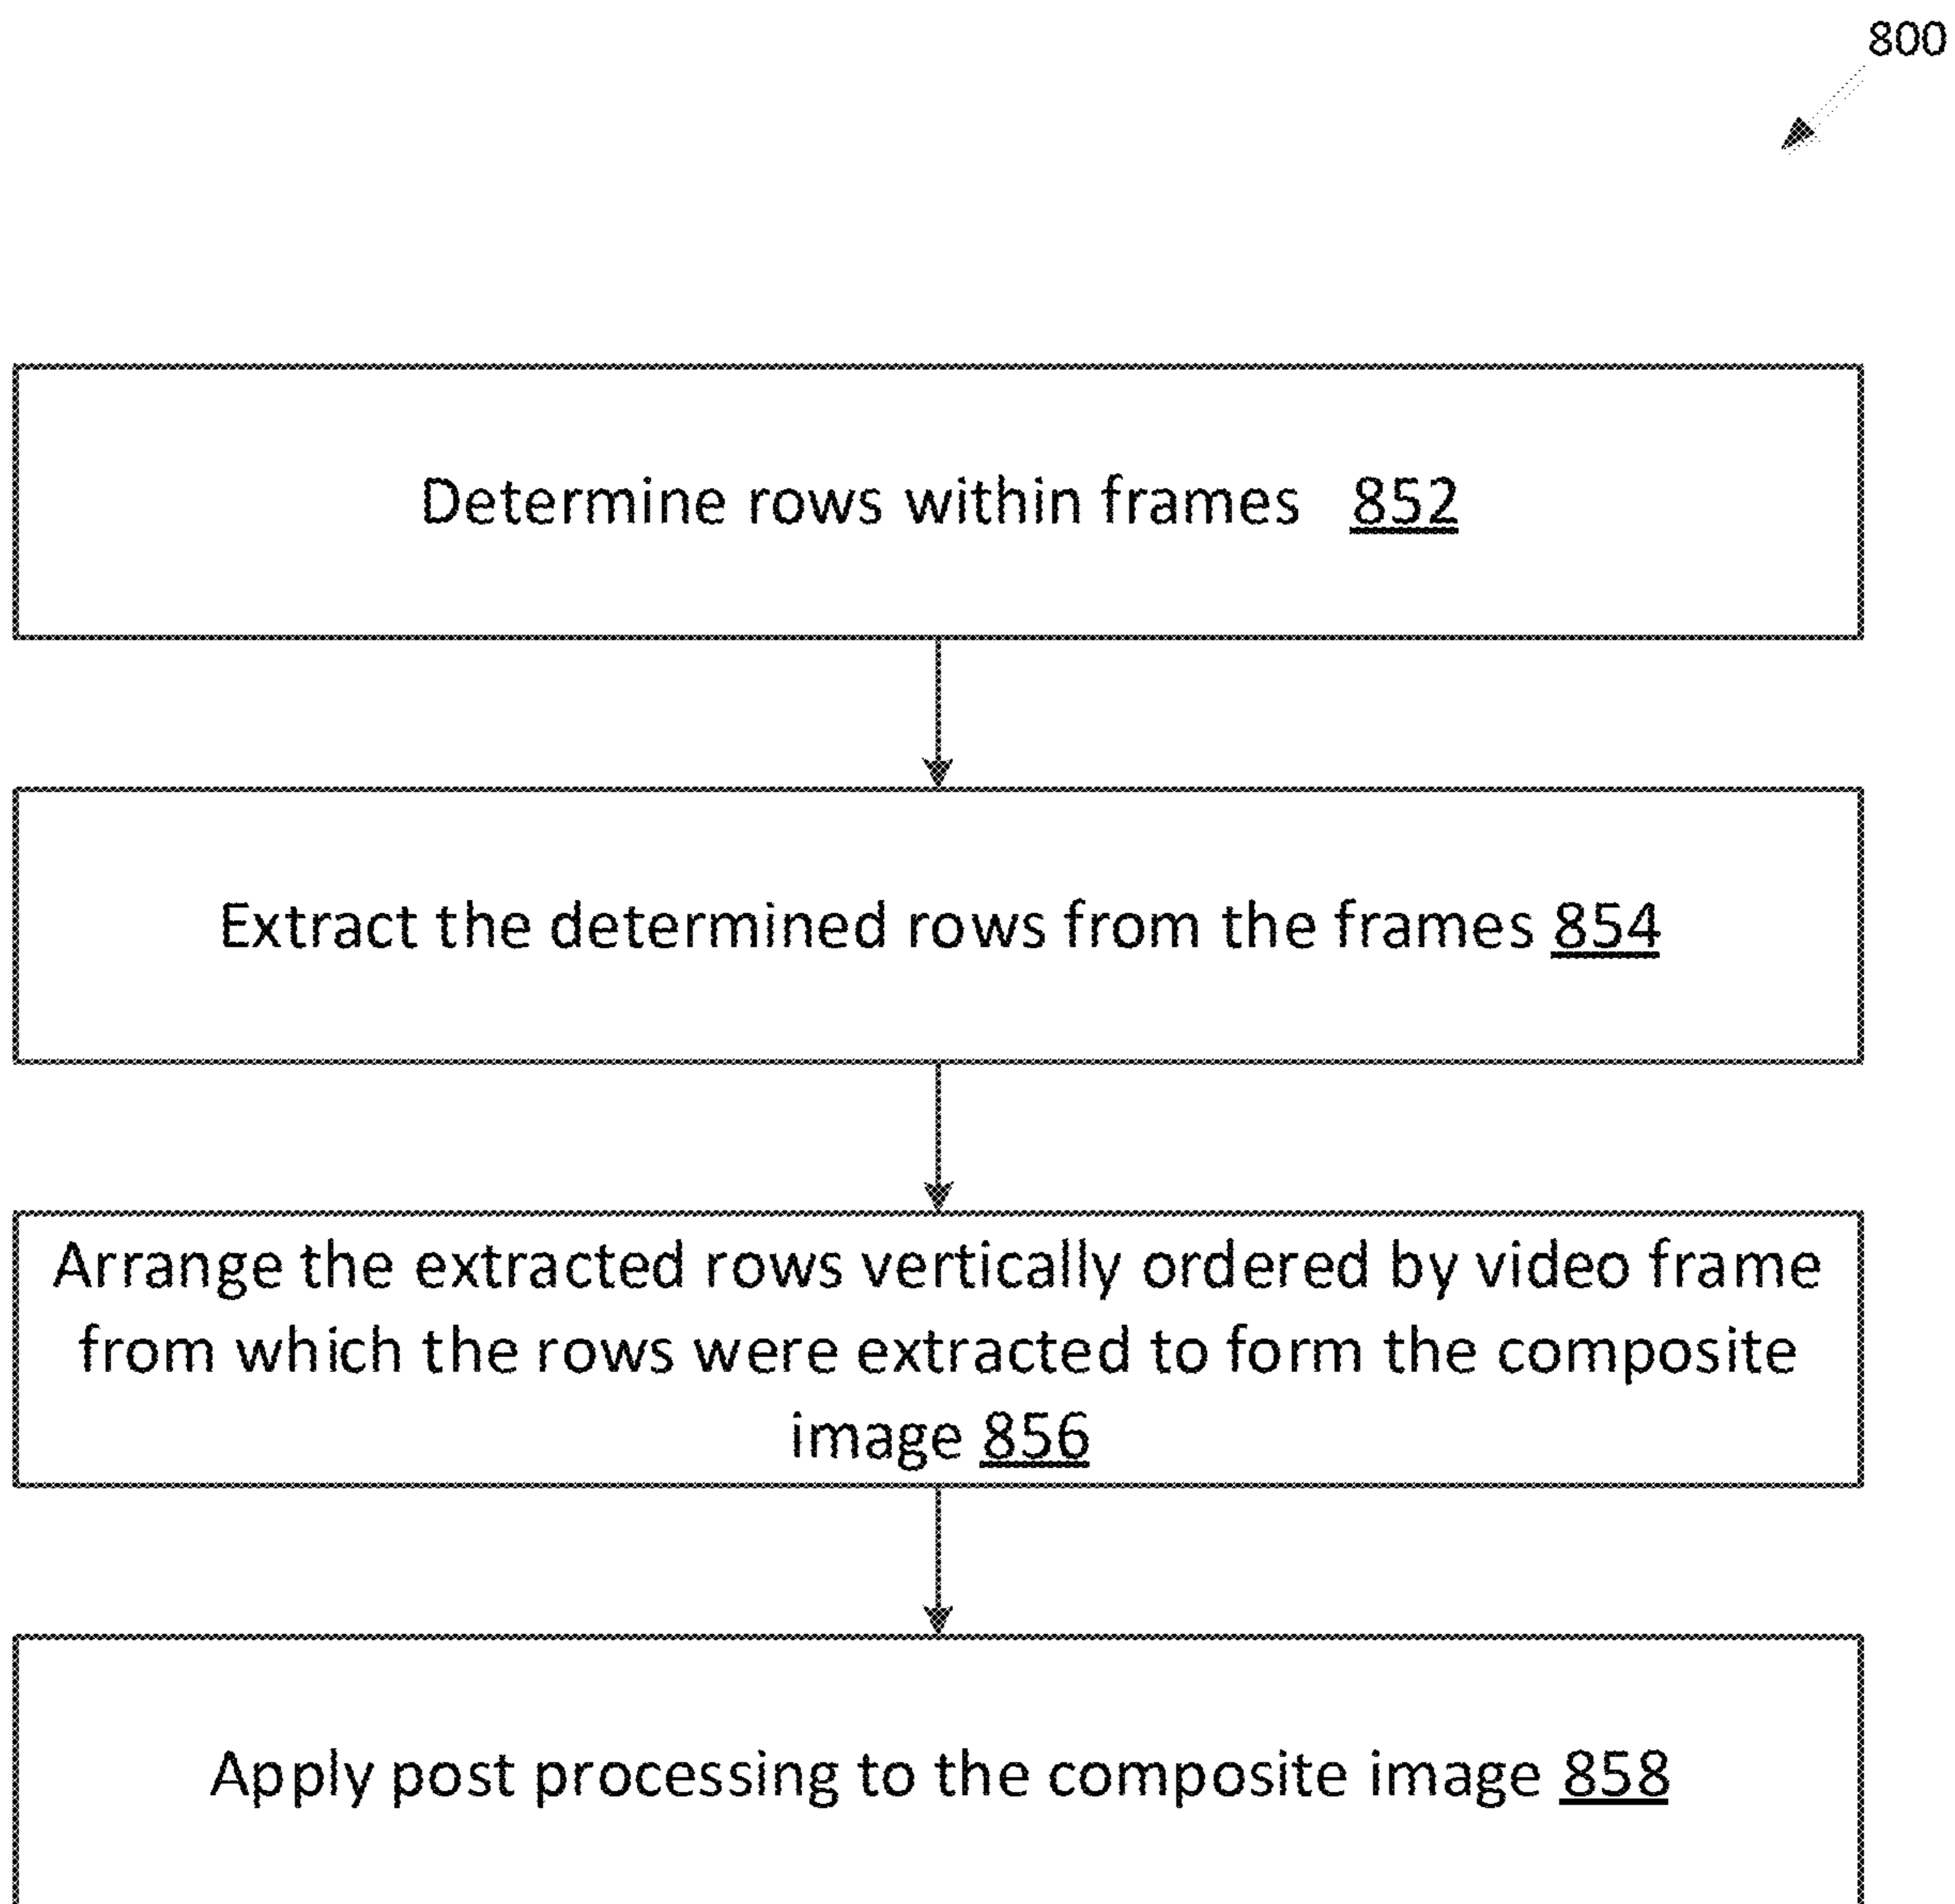 800
Determine rows within frames 852
Extract the determined rows from the frames 854
Arrange the extracted rows vertically ordered by video frame
from which the rows were extracted to form the composite
image 856
Apply post processing to the composite image 858